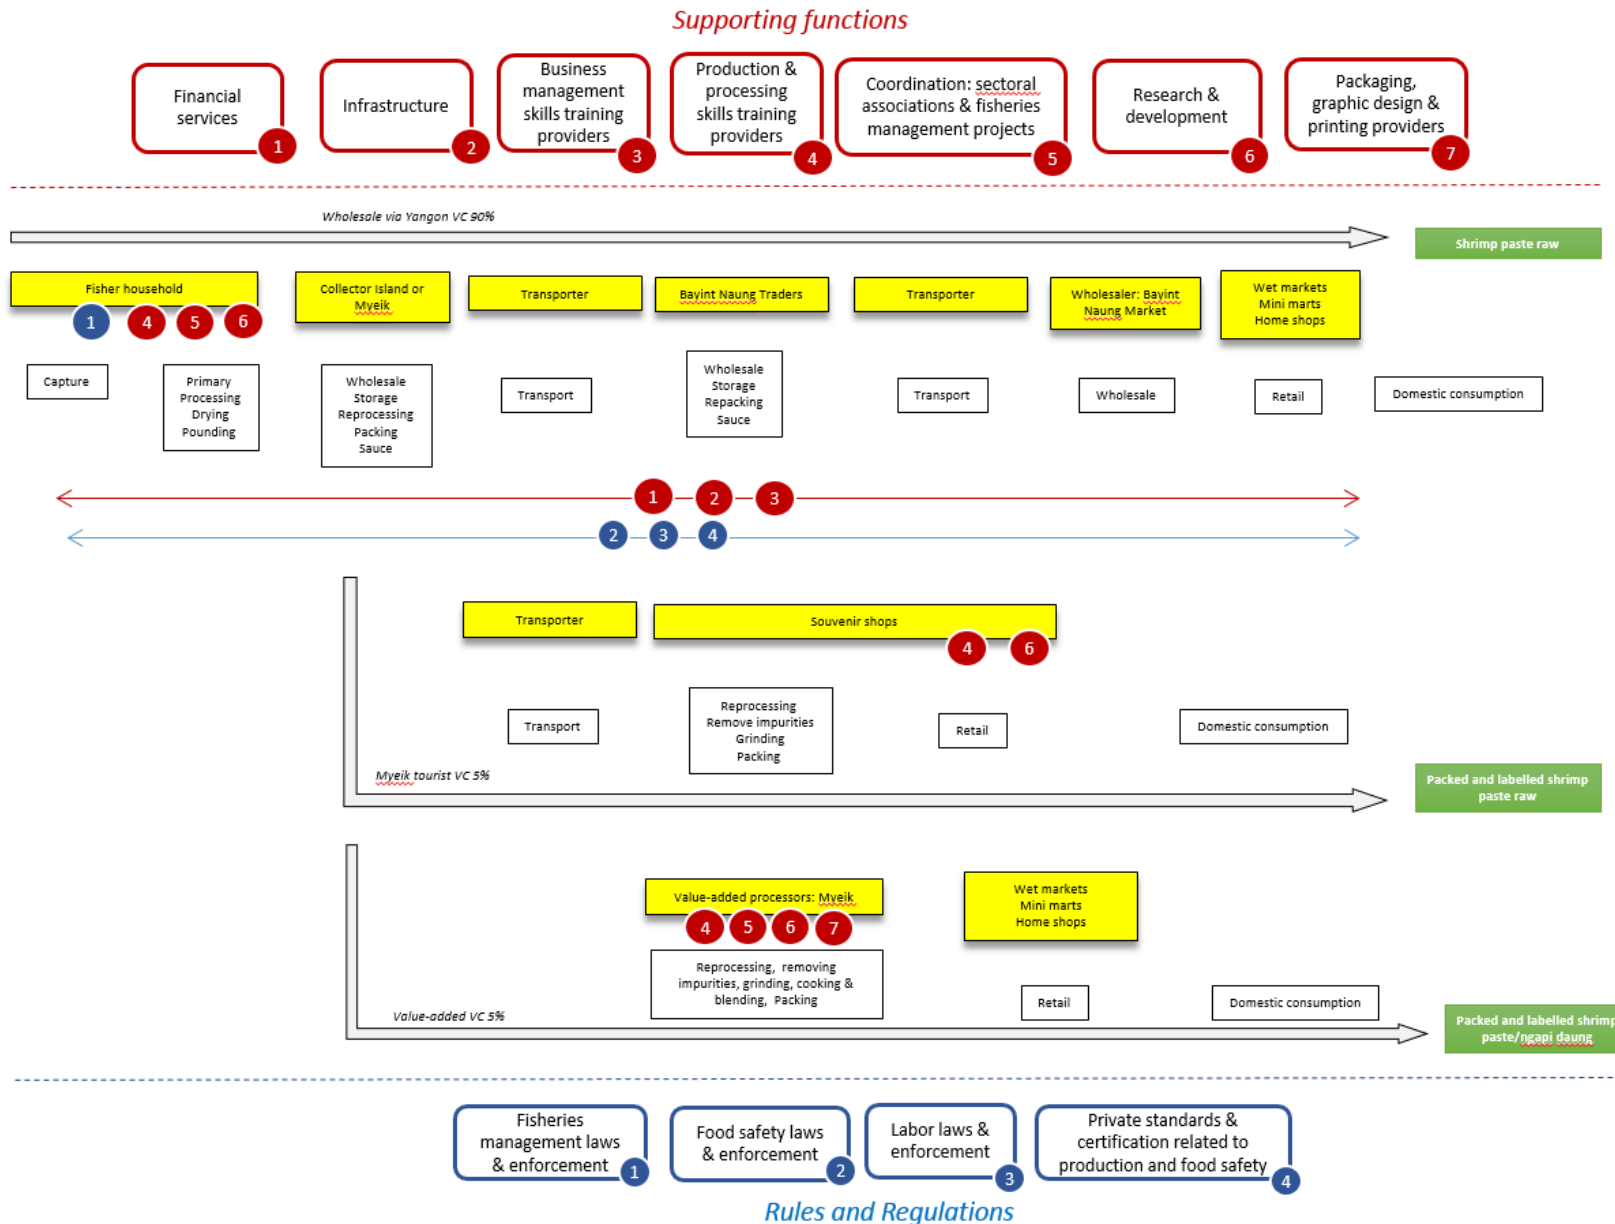 Supporting functions
Financial
services
1
Infrastructure
2
Business
management
skills training
providers
3
Production &
processing
skills training
providers
4
Coordination: sectoral
associations & fisheries
management projects
5
Research &
development
6
Packaging,
graphic design &
printing providers
7
Wholesale via Yangon VC 90%
Shrimp paste raw
Fisher household
1
4
5
6
Collector Island or
Myeik
Transporter
Bayint Naung Traders
Transporter
Wholesaler: Bayint
Naung Market
Wet markets
Mini marts
Home shops
Capture
Primary
Processing
Drying
Pounding
Wholesale
Storage
Reprocessing
Packing
Sauce
Transport
Wholesale
Storage
Repacking
Sauce
Transport
Wholesale
Retail
Domestic consumption
1
2
3
2
3
4
Transporter
Souvenir shops
4
6
Transport
Reprocessing
Remove impurities
Grinding
Packing
Retail
Domestic consumption
Myeik tourist VC 5%
Packed and labelled shrimp
paste raw
Value-added processors: Myeik
4
5
6
7
Wet markets
Mini marts
Home shops
Reprocessing, removing
impurities, grinding, cooking &
blending, Packing
Retail
Domestic consumption
Value-added VC 5%
Packed and labelled shrimp
paste/ngapi daung
Fisheries
management laws
& enforcement
1
Food safety laws
& enforcement
2
Labor laws &
enforcement
3
Private standards &
certification related to
production and food safety
4
Rules and Regulations